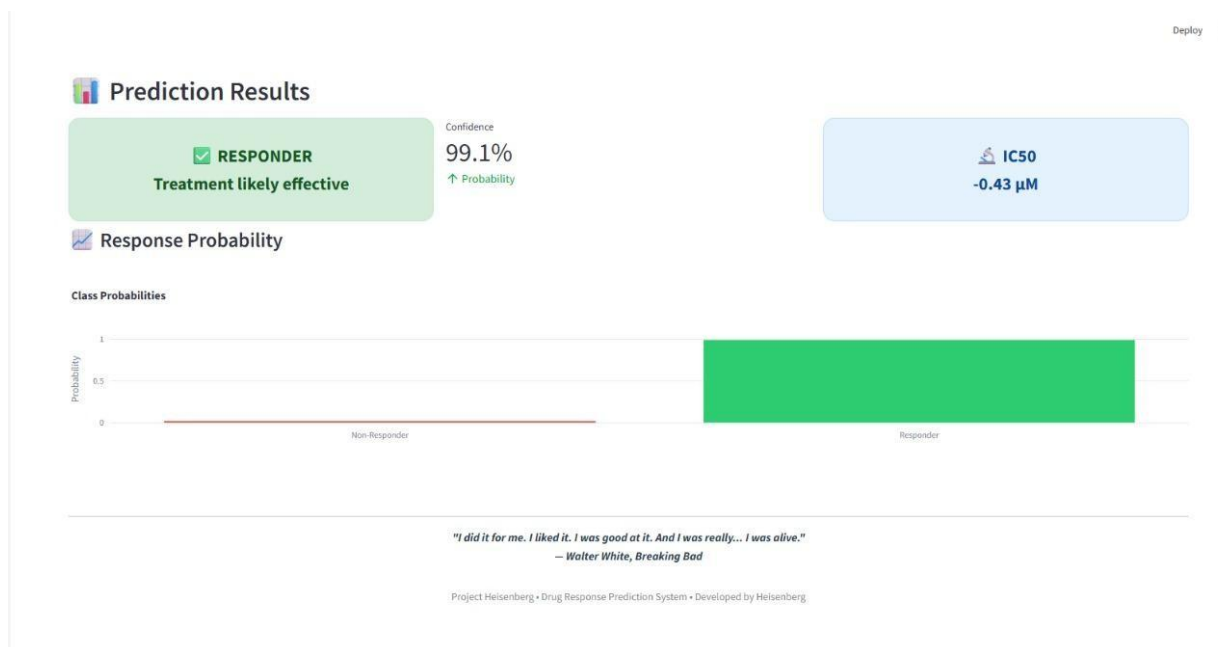 Deploy
Prediction Results
RESPONDER
Treatment likely effective
Confidence
99.1%
↑ Probability
IC50
-0.43 μM
Response Probability
Class Probabilities
Probability
1
0.5
0
Non-Responder
Responder
"I did it for me. I liked it. I was good at it. And I was really... I was alive."
— Walter White, Breaking Bad
Project Heisenberg • Drug Response Prediction System • Developed by Heisenberg